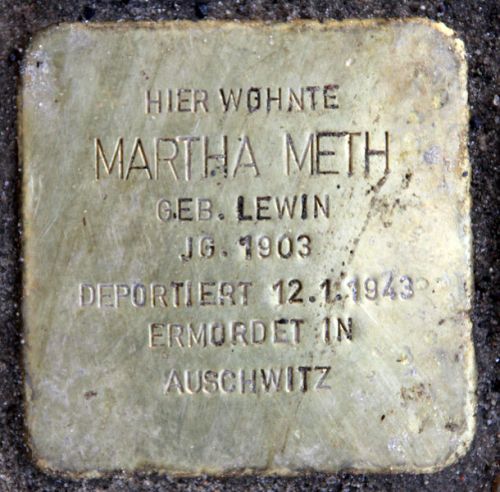 HIER WOHNTE
MARTHA METH
GEB. LEWIN
JG. 1903
DEPORTIERT 12.1.1943
ERMORDET IN
AUSCHWITZ